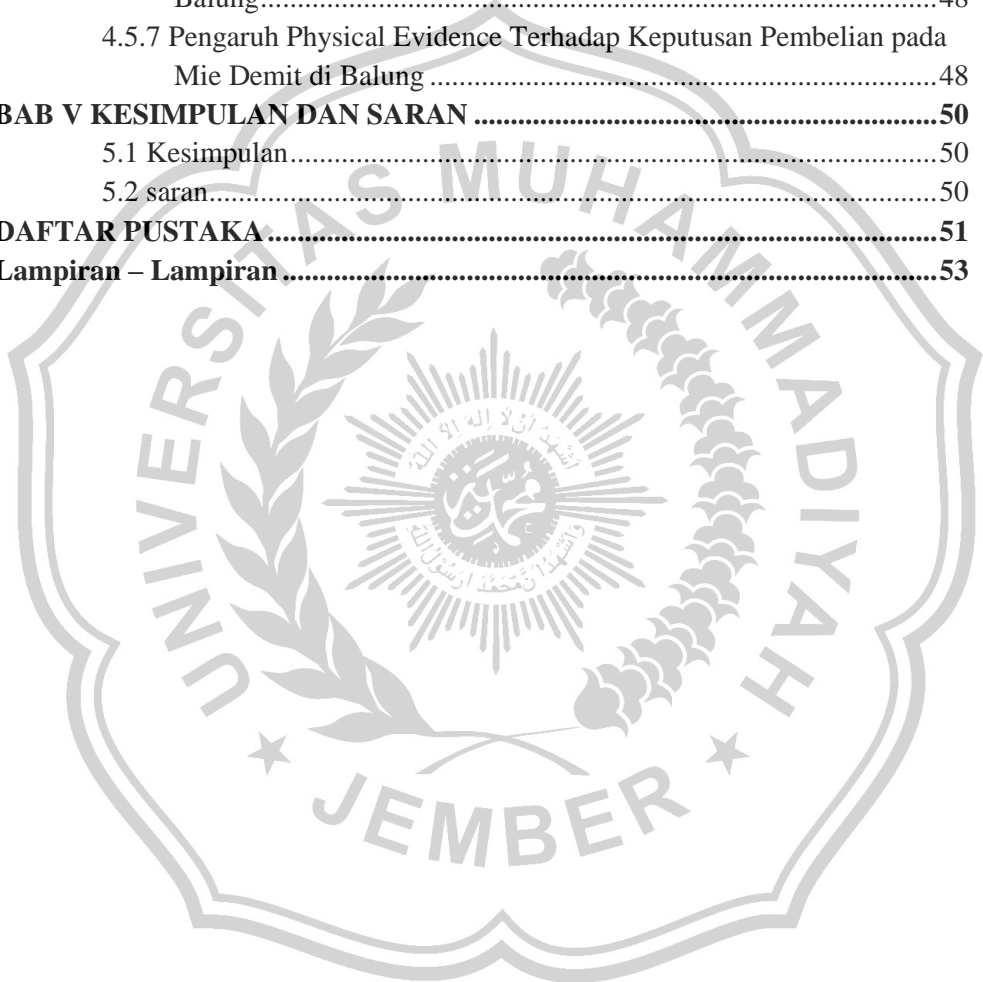 Balung....................................................................................................48
4.5.7 Pengaruh Physical Evidence Terhadap Keputusan Pembelian pada
Mie Demit di Balung.....................................................................48
BAB V KESIMPULAN DAN SARAN...............................................................50
5.1 Kesimpulan........................................................................................50
5.2 saran...................................................................................................50
DAFTAR PUSTAKA...........................................................................................51
Lampiran – Lampiran.........................................................................................53
UNIVERSITAS MUHAMMADIYAH
JEMBER